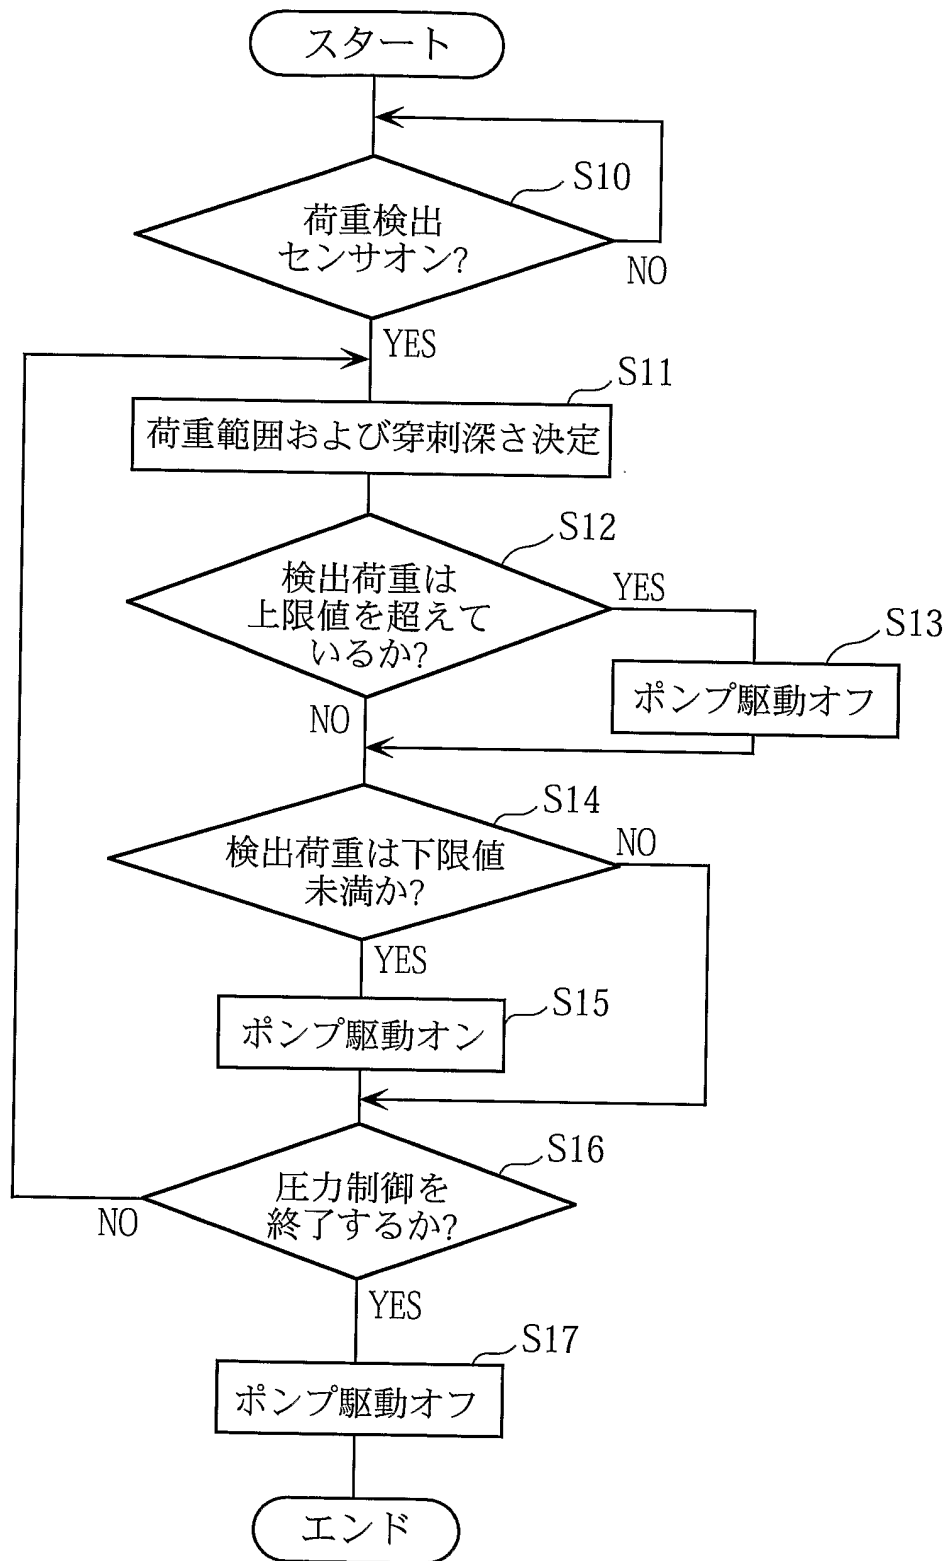 スタート
S10
荷重検出
センサオン?
NO
YES
S11
荷重範囲および穿刺深さ決定
S12
検出荷重は
上限値を超えて
いるか?
YES
S13
ポンプ駆動オフ
NO
S14
検出荷重は下限値
未満か?
NO
YES
S15
ポンプ駆動オン
S16
圧力制御を
終了するか?
NO
YES
S17
ポンプ駆動オフ
エンド